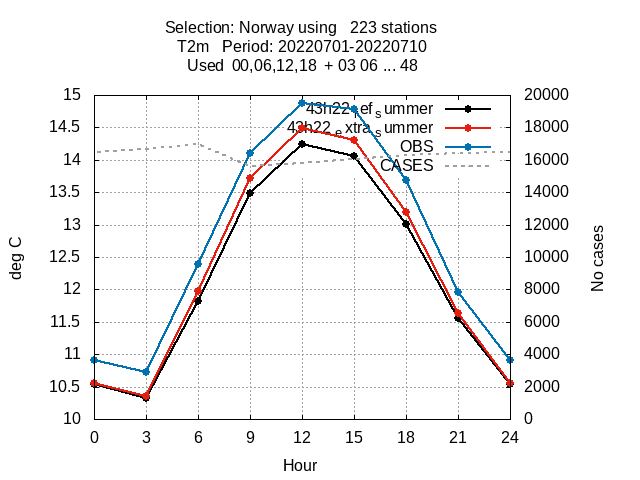 Selection: Norway using 223 stations
T2m Period: 20220701-20220710
Used 00,06,12,18 + 03 06 ... 48
15
14.5
14
13.5
13
12.5
12
11.5
11
10.5
10
20000
18000
16000
14000
12000
10000
8000
6000
4000
2000
0
43h22_ref_summer
43h22_extra_summer
OBS
CASES
deg C
No cases
0 3 6 9 12 15 18 21 24
Hour